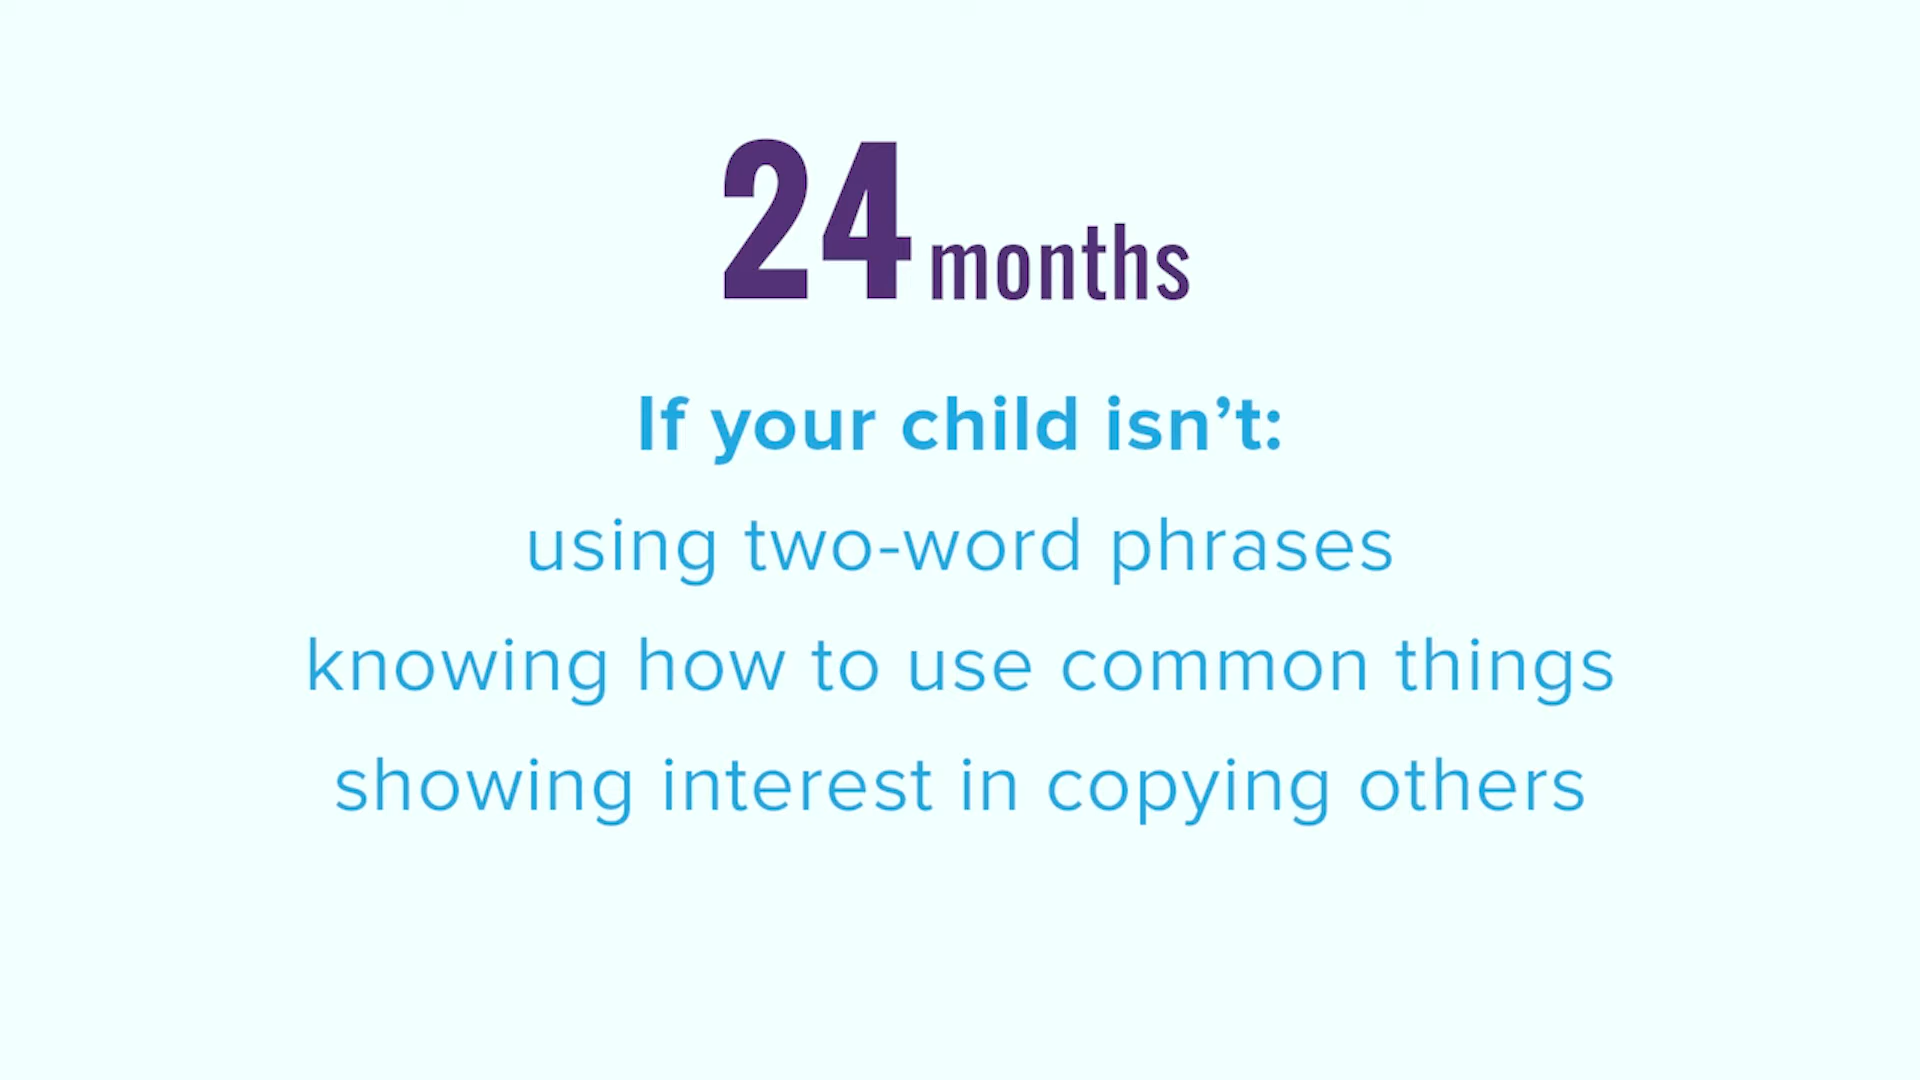 24 months
If your child isn’t:
using two-word phrases
knowing how to use common things
showing interest in copying others